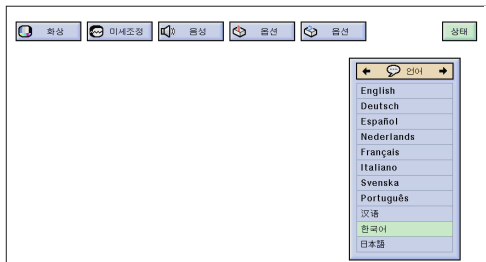 화상 미세조정 음성 옵션 옵션 상태
언어
English
Deutsch
Español
Nederlands
Français
Italiano
Svenska
Português
汉语
한국어
日本語